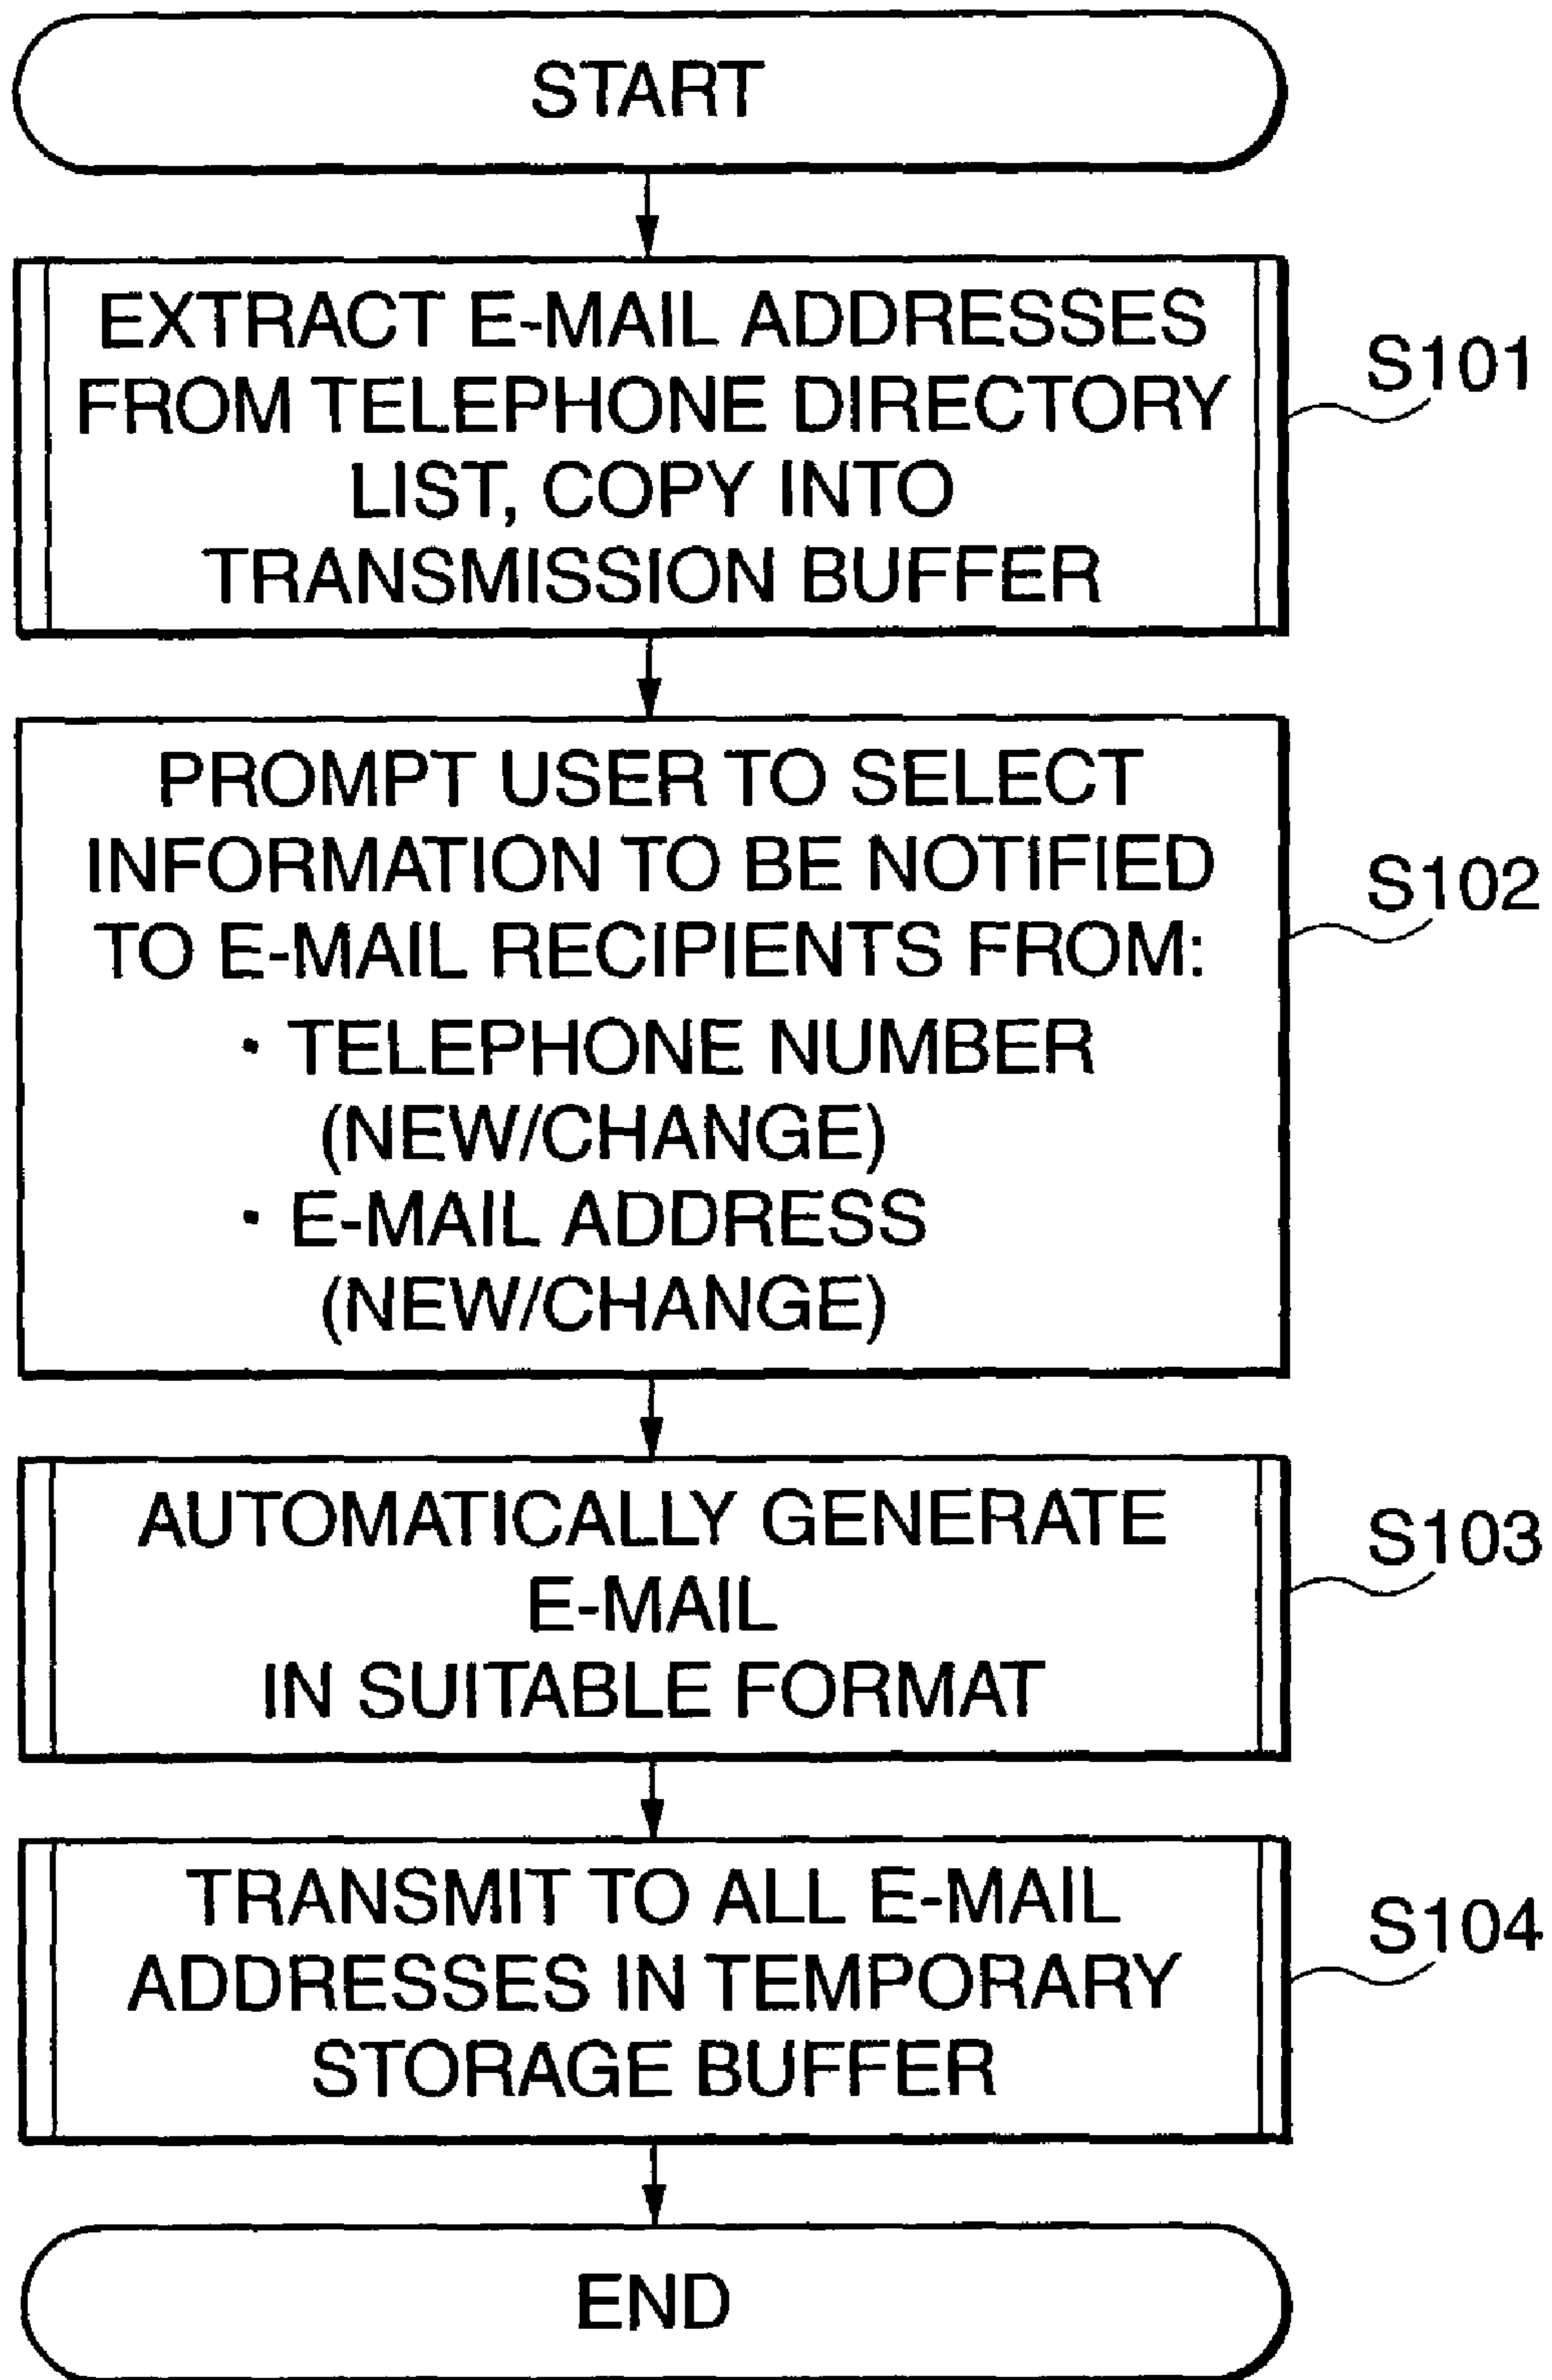 START
EXTRACT E-MAIL ADDRESSES
FROM TELEPHONE DIRECTORY
LIST, COPY INTO
TRANSMISSION BUFFER
S101
PROMPT USER TO SELECT
INFORMATION TO BE NOTIFIED
TO E-MAIL RECIPIENTS FROM:
· TELEPHONE NUMBER
(NEW/CHANGE)
· E-MAIL ADDRESS
(NEW/CHANGE)
S102
AUTOMATICALLY GENERATE
E-MAIL
IN SUITABLE FORMAT
S103
TRANSMIT TO ALL E-MAIL
ADDRESSES IN TEMPORARY
STORAGE BUFFER
S104
END